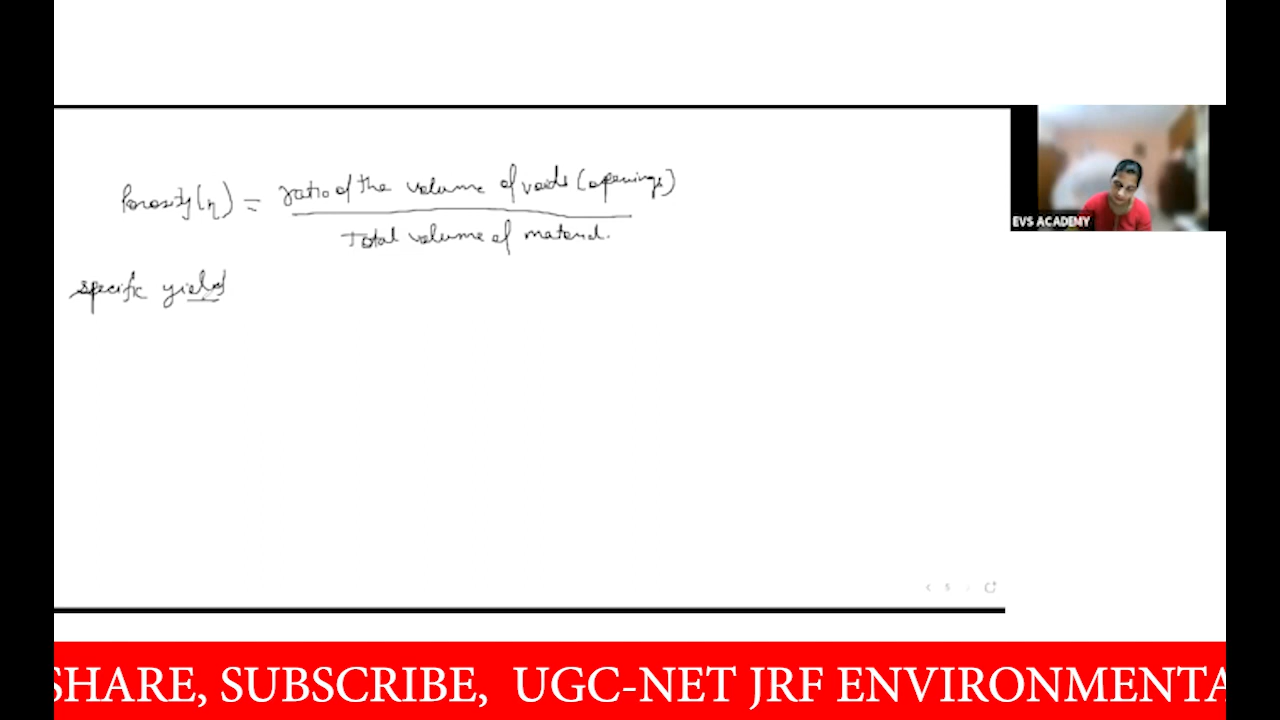 Porosity (η) = ratio of the volume of voids (openings)
Total volume of material.
specific yield
EVS ACADEMY
SHARE, SUBSCRIBE, UGC-NET JRF ENVIRONMENTA